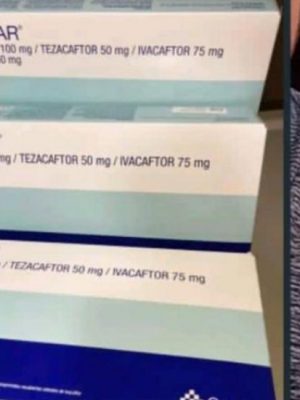 AR®
100 mg / TEZACAFTOR 50 mg / IVACAFTOR 75 mg
0 mg
mg / TEZACAFTOR 50 mg / IVACAFTOR 75 mg
/ TEZACAFTOR 50 mg / IVACAFTOR 75 mg